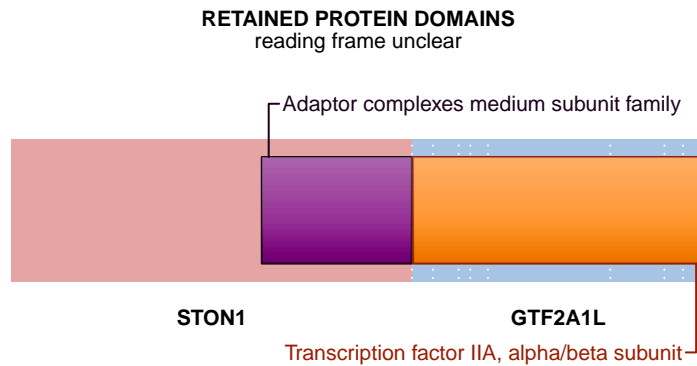 RETAINED PROTEIN DOMAINS
reading frame unclear
Adaptor complexes medium subunit family
STON1
GTF2A1L
Transcription factor IIA, alpha/beta subunit